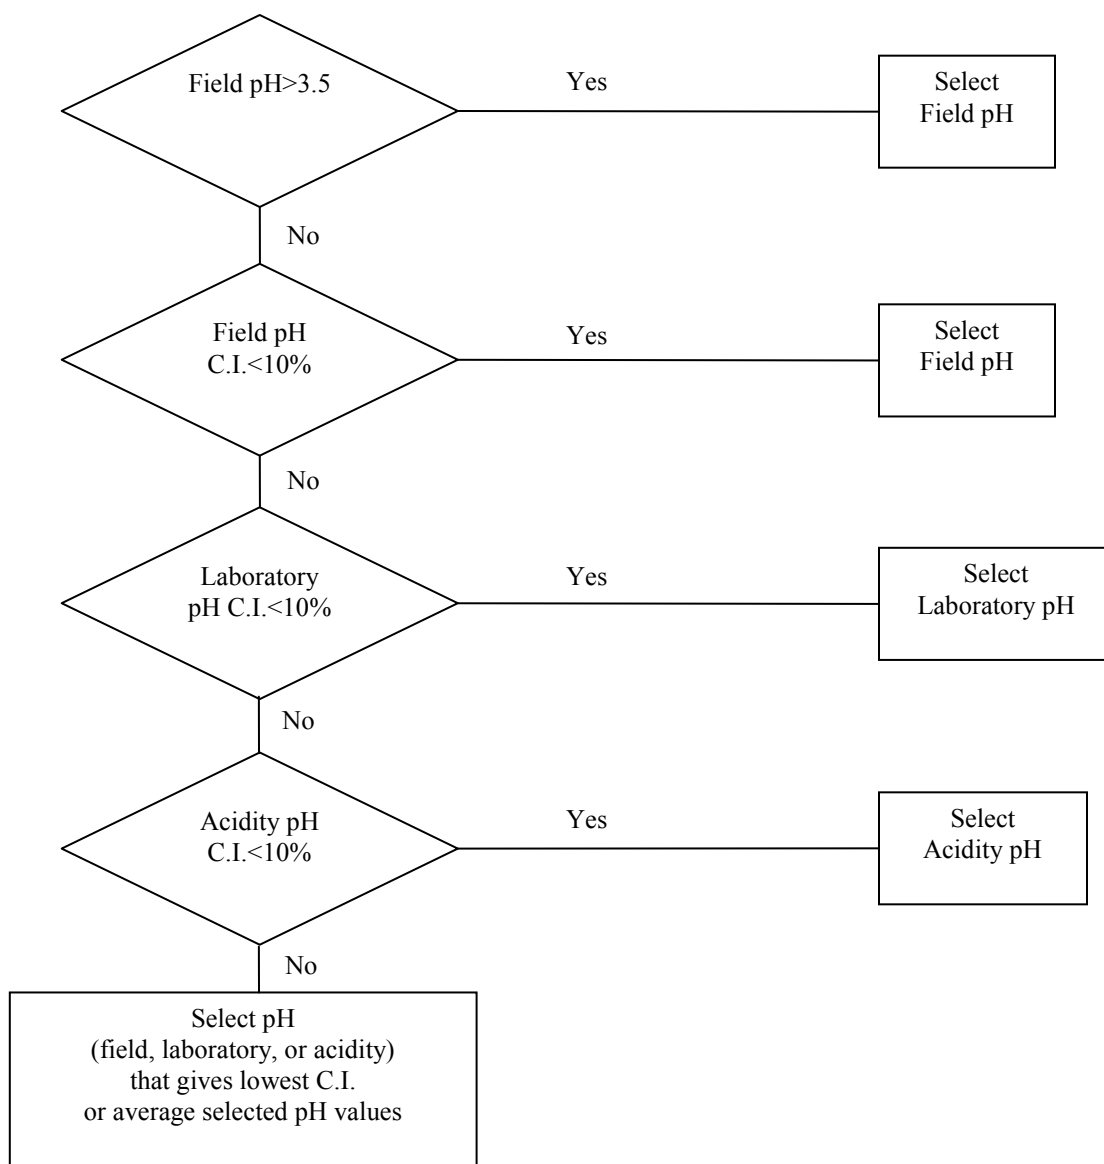 Field pH>3.5
Yes
Select
Field pH
No
Field pH
C.I.<10%
Yes
Select
Field pH
No
Laboratory
pH C.I.<10%
Yes
Select
Laboratory pH
No
Acidity pH
C.I.<10%
Yes
Select
Acidity pH
No
Select pH
(field, laboratory, or acidity)
that gives lowest C.I.
or average selected pH values